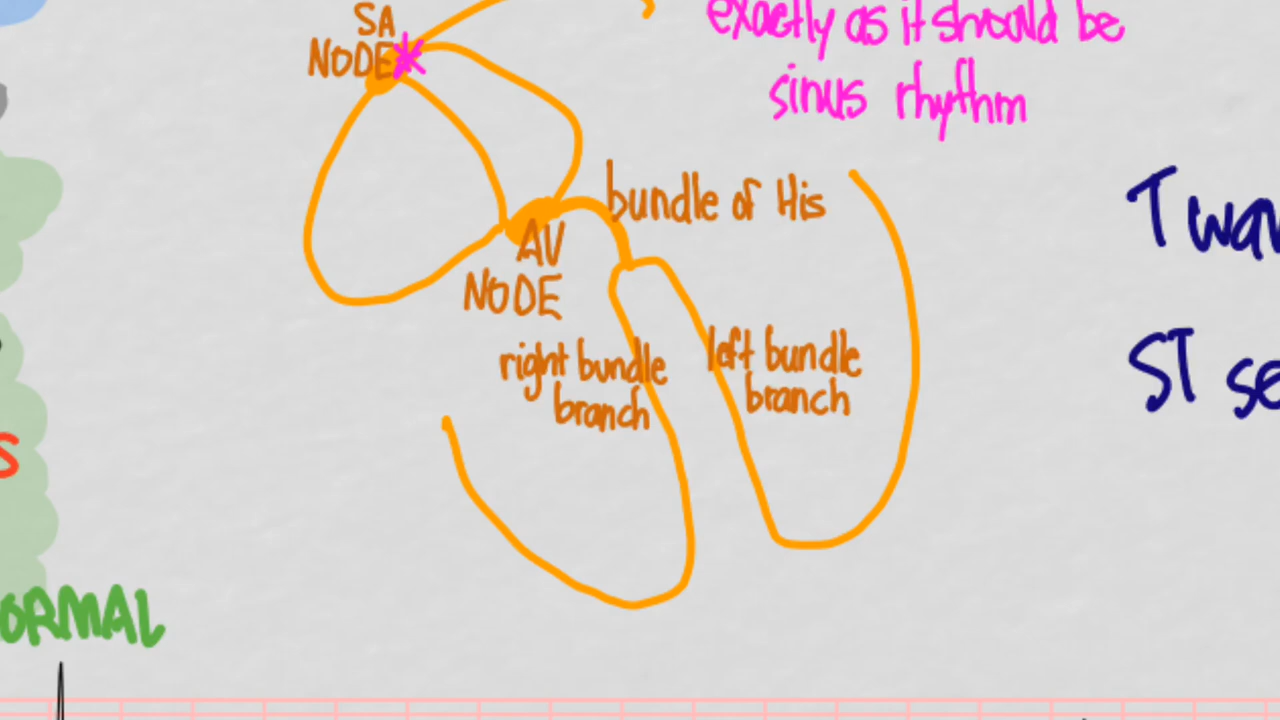 exactly as it should be
sinus rhythm
SA
NODE
bundle of His
AV
NODE
right bundle
branch
left bundle
branch
T
ST